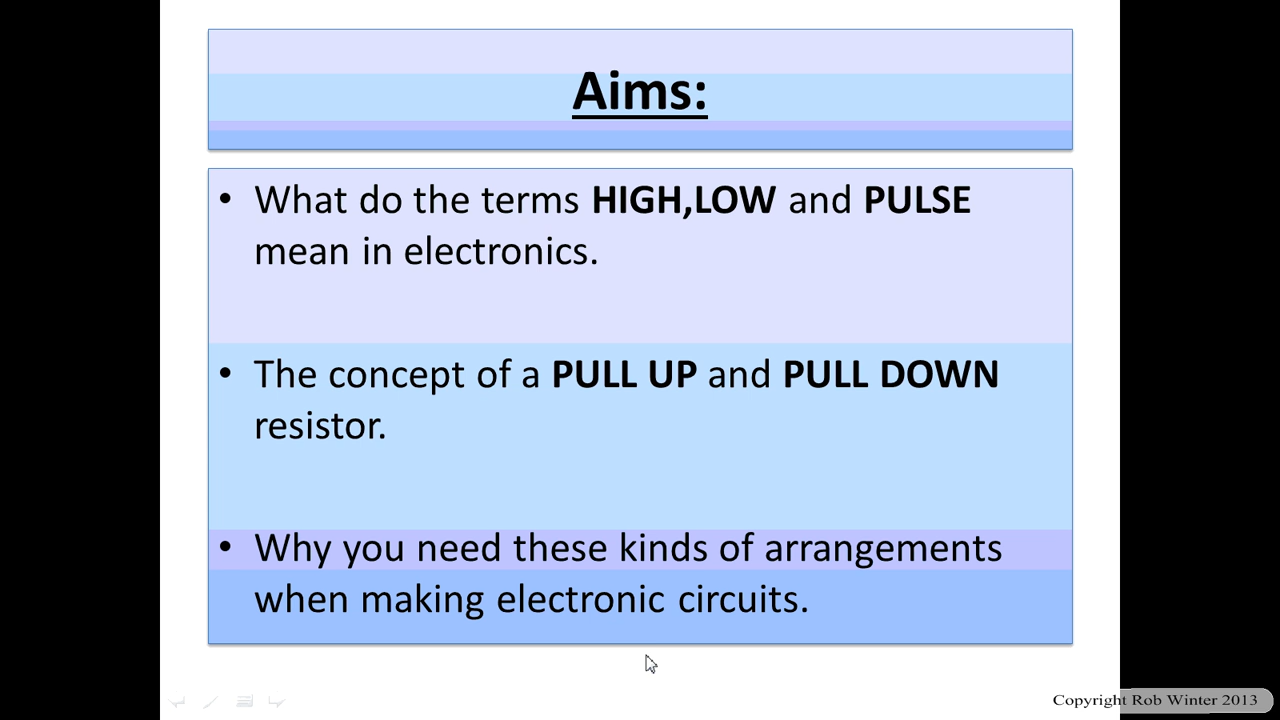 Aims:
• What do the terms HIGH,LOW and PULSE
mean in electronics.
• The concept of a PULL UP and PULL DOWN
resistor.
• Why you need these kinds of arrangements
when making electronic circuits.
Copyright Rob Winter 2013